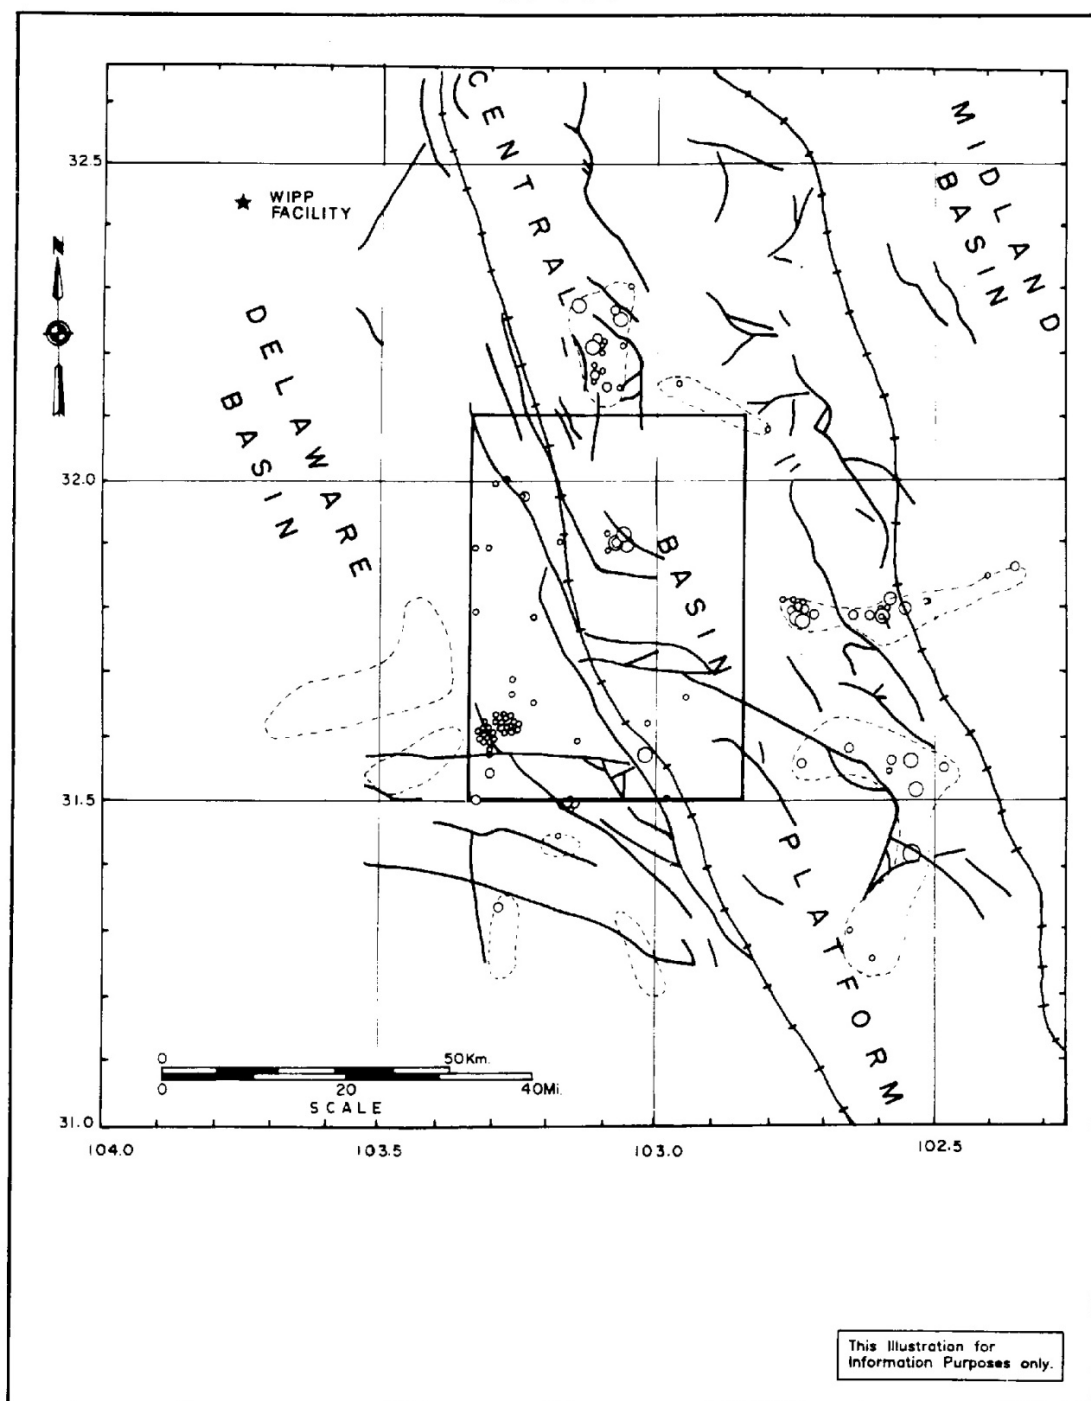 32.5
WIPP
FACILITY
N
CENTRAL
BASIN
PLATFORM
MIDLAND
BASIN
DELAWARE
BASIN
32.0
31.5
0 50Km.
0 20 40Mi.
SCALE
31.0
104.0 103.5 103.0 102.5
This Illustration for
Information Purposes only.